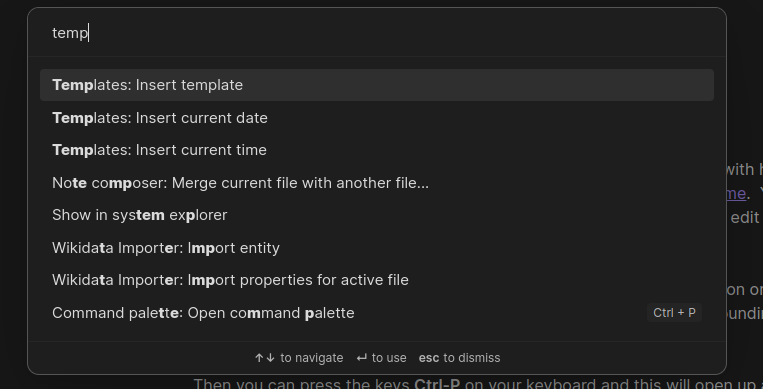 temp
Templates: Insert template
Templates: Insert current date
Templates: Insert current time
with h
Note composer: Merge current file with another file...
me. Y
Show in system explorer
edit
Wikidata Importer: Import entity
Wikidata Importer: Import properties for active file
on or
Command palette: Open command palette Ctrl + P
oundin
↑↓ to navigate ↵ to use esc to dismiss
Then you can press the keys Ctrl-P on your keyboard and this will open up a